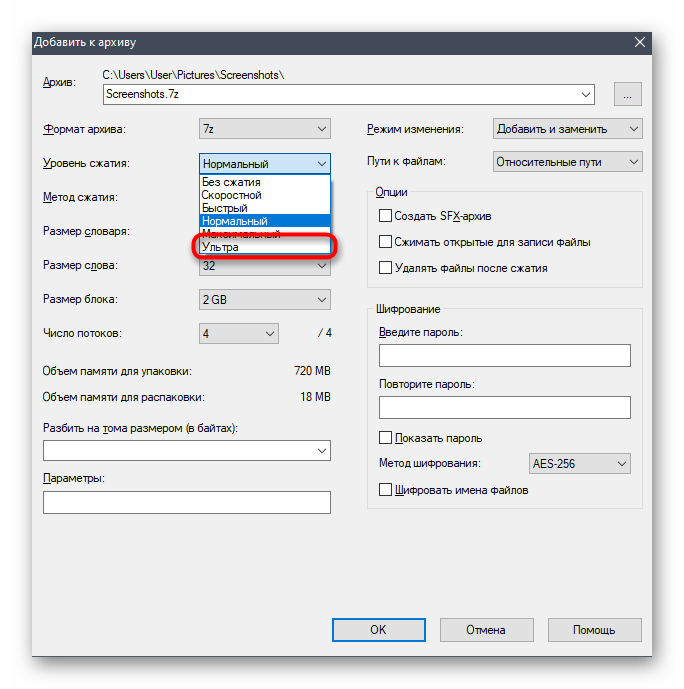 Добавить к архиву
Архив:
C:\Users\User\Pictures\Screenshots\
Screenshots.7z
...
Формат архива:
7z
Уровень сжатия:
Нормальный
Без сжатия
Скоростной
Быстрый
Нормальный
Максимальный
Ультра
Метод сжатия:
Размер словаря:
Размер слова:
32
Размер блока:
2 GB
Число потоков:
4
/ 4
Объем памяти для упаковки:
720 MB
Объем памяти для распаковки:
18 MB
Разбить на тома размером (в байтах):
Параметры:
Режим изменения:
Добавить и заменить
Пути к файлам:
Относительные пути
Опции
Создать SFX-архив
Сжимать открытые для записи файлы
Удалять файлы после сжатия
Шифрование
Введите пароль:
Повторите пароль:
Показать пароль
Метод шифрования:
AES-256
Шифровать имена файлов
OK
Отмена
Помощь